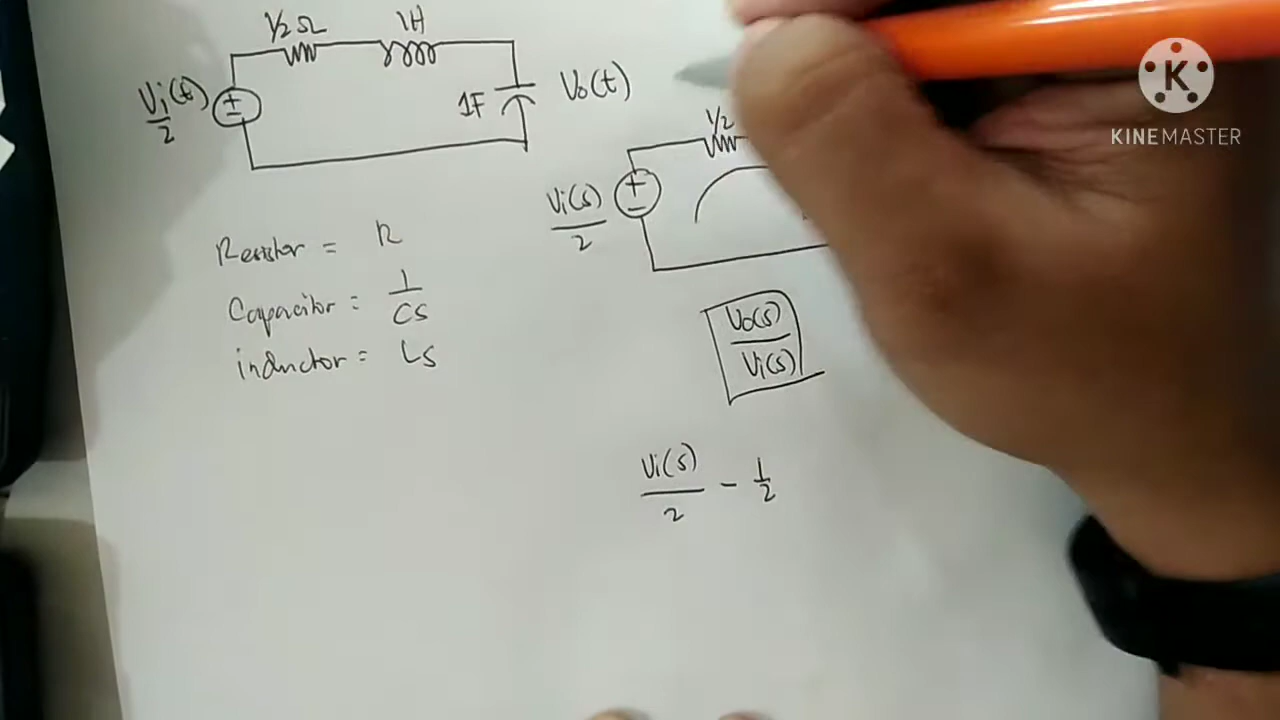 1/2 Ω 1H
Vi(t)
2
1F Vo(t)
1/2
Vi(s)
2
Resistor = R
Capacitor = 1
Cs
inductor = Ls
Vo(s)
Vi(s)
Vi(s) - 1
2 2
K
KINEMASTER